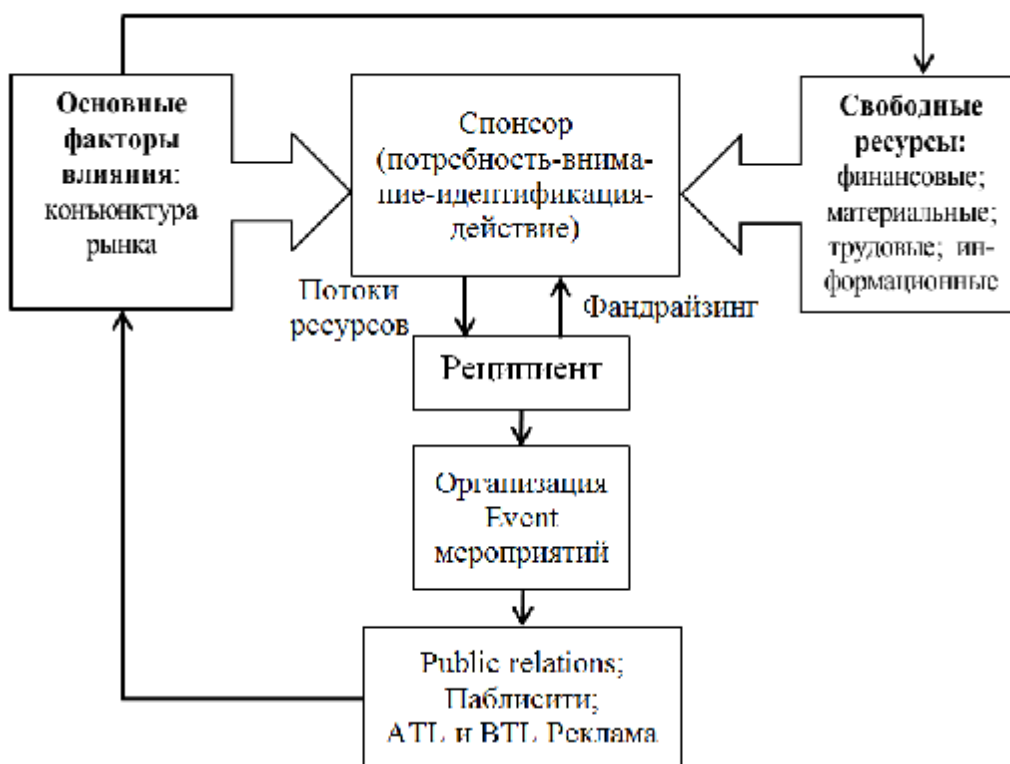 Основные
факторы
влияния:
конъюнктура
рынка
Спонсор
(потребность-внима-
ние-идентификация-
действие)
Свободные
ресурсы:
финансовые;
материальные;
трудовые; ин-
формационные
Потоки
ресурсов
Фандрайзинг
Реципиент
Организация
Event
мероприятий
Public relations;
Паблисити;
ATL и BTL Реклама